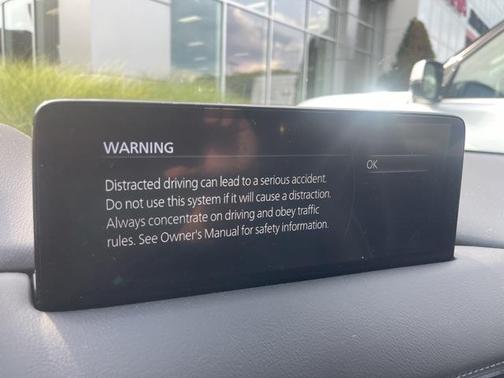 WARNING
OK
Distracted driving can lead to a serious accident.
Do not use this system if it will cause a distraction.
Always concentrate on driving and obey traffic
rules. See Owner's Manual for safety information.